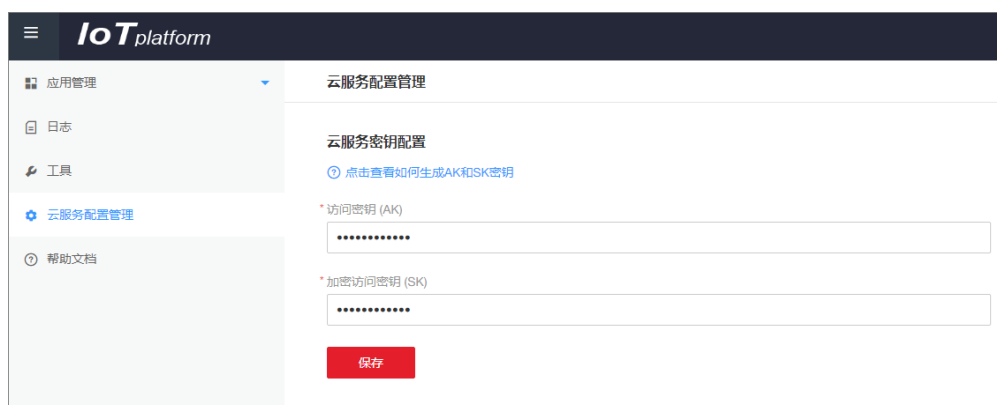 IoT platform
应用管理
云服务配置管理
日志
云服务密钥配置
点击查看如何生成AK和SK密钥
工具
云服务配置管理
帮助文档
*访问密钥 (AK)
••••••••••••
*加密访问密钥 (SK)
••••••••••••
保存